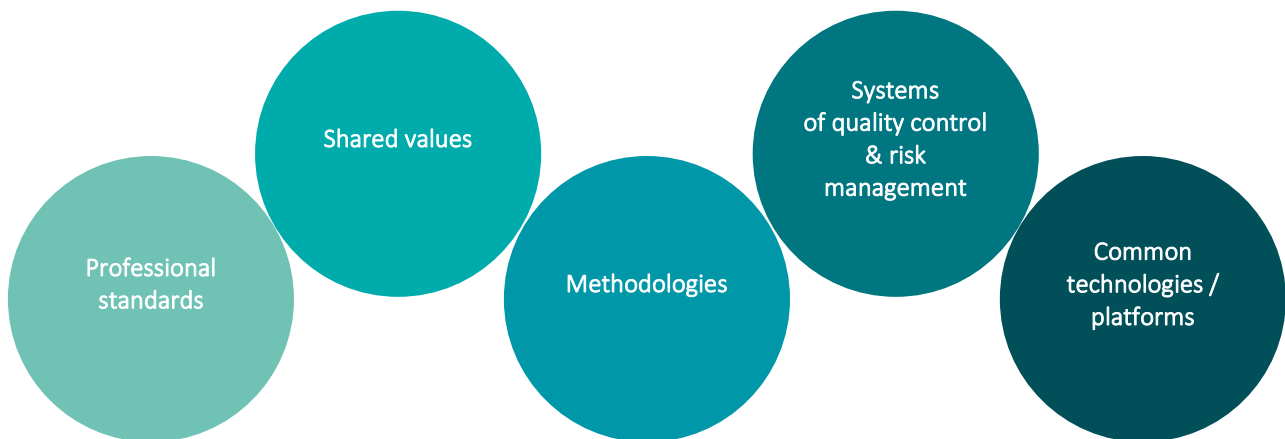 Professional
standards
Shared values
Methodologies
Systems
of quality control
& risk
management
Common
technologies /
platforms